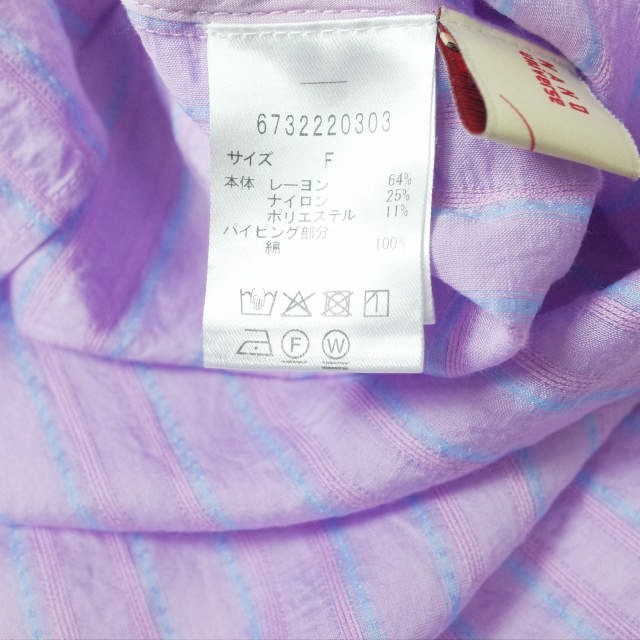 6732220303
サイズ F
本体 レーヨン 64%
ナイロン 25%
ポリエステル 11%
パイピング部分
綿 100%
F W